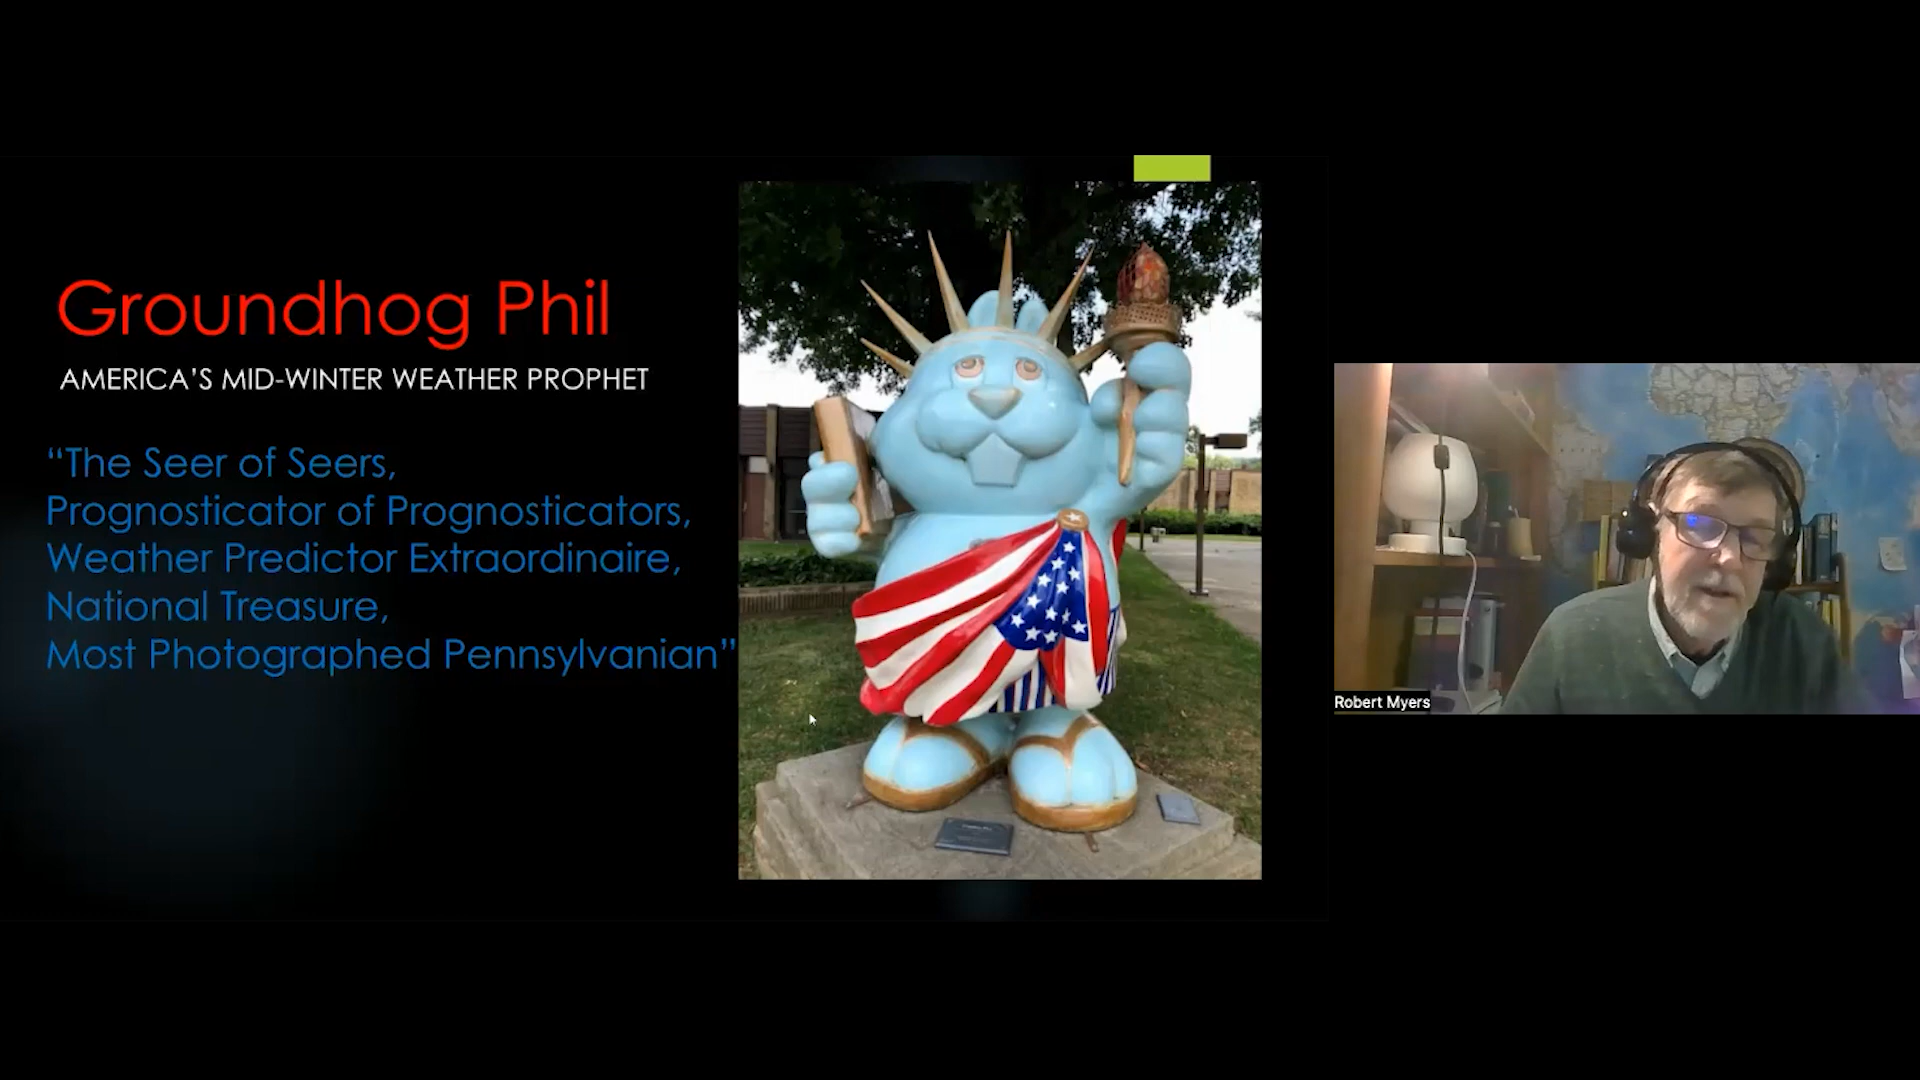 Groundhog Phil
AMERICA'S MID-WINTER WEATHER PROPHET
“The Seer of Seers,
Prognosticator of Prognosticators,
Weather Predictor Extraordinaire,
National Treasure,
Most Photographed Pennsylvanian”
Robert Myers